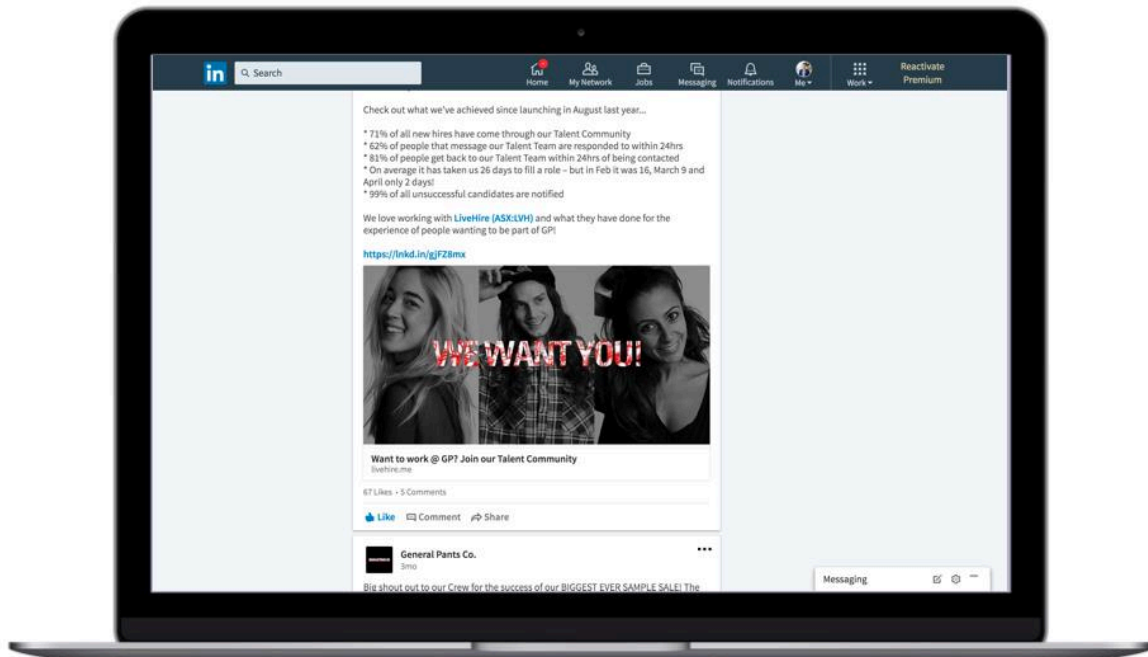 in
Search
Home
My Network
Jobs
Messaging
Notifications
Me
Work
Reactivate
Premium
Check out what we've achieved since launching in August last year...
* 71% of all new hires have come through our Talent Community
* 62% of people that message our Talent Team are responded to within 24hrs
* 81% of people get back to our Talent Team within 24hrs of being contacted
* On average it has taken us 26 days to fill a role – but in Feb it was 16, March 9 and
April only 2 days!
* 99% of all unsuccessful candidates are notified
We love working with LiveHire (ASX:LVH) and what they have done for the
experience of people wanting to be part of GP!
https://lnkd.in/gjFZ8mx
WE WANT YOU!
Want to work @ GP? Join our Talent Community
livehire.me
67 Likes • 5 Comments
Like Comment Share
General Pants Co.
3mo
Big shout out to our Crew for the success of our BIGGEST EVER SAMPLE SALE! The
Messaging